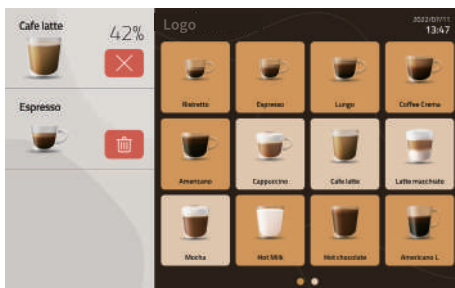 Cafe latte
42%
Espresso
Logo
2022/07/11
13:47
Ristretto
Espresso
Lungo
Coffee Crema
Americano
Cappuccino
Cafe latte
Latte macchiato
Mocha
Hot Milk
Hot chocolate
Americano L